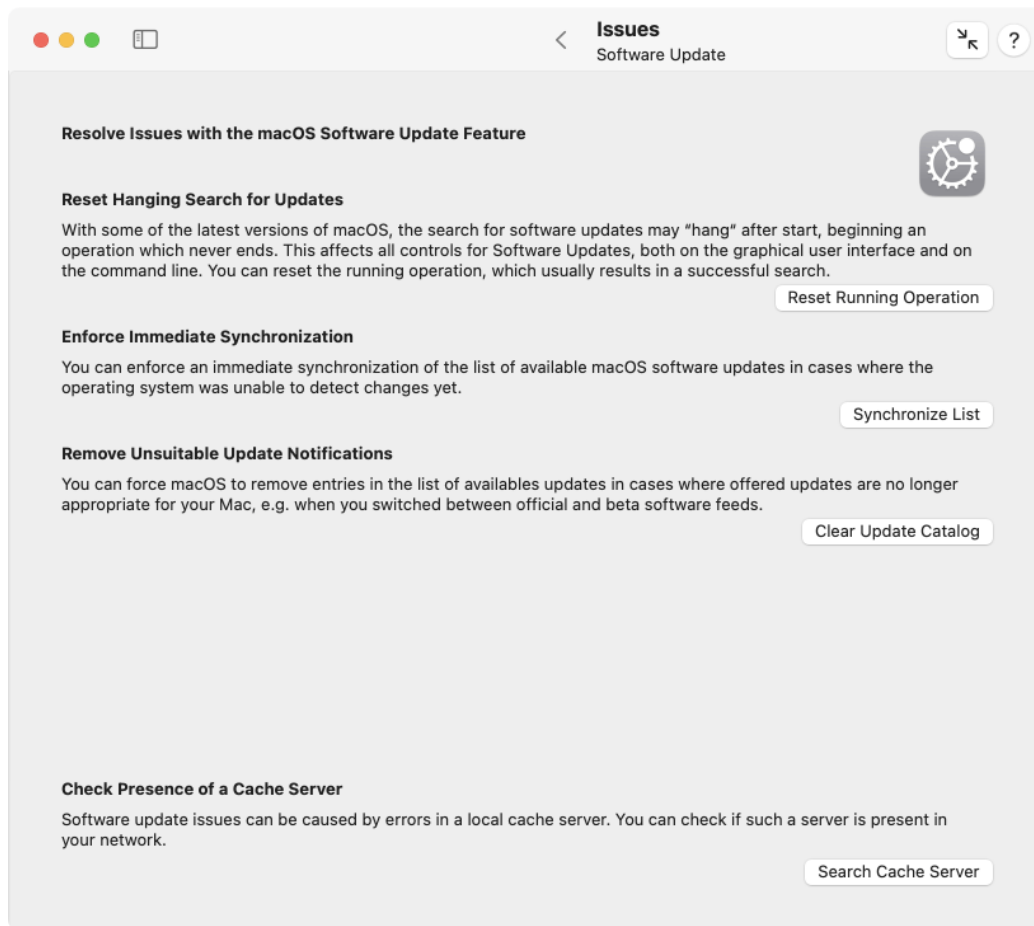 Issues
Software Update
?
Resolve Issues with the macOS Software Update Feature
Reset Hanging Search for Updates
With some of the latest versions of macOS, the search for software updates may “hang“ after start, beginning an
operation which never ends. This affects all controls for Software Updates, both on the graphical user interface and on
the command line. You can reset the running operation, which usually results in a successful search.
Reset Running Operation
Enforce Immediate Synchronization
You can enforce an immediate synchronization of the list of available macOS software updates in cases where the
operating system was unable to detect changes yet.
Synchronize List
Remove Unsuitable Update Notifications
You can force macOS to remove entries in the list of availables updates in cases where offered updates are no longer
appropriate for your Mac, e.g. when you switched between official and beta software feeds.
Clear Update Catalog
Check Presence of a Cache Server
Software update issues can be caused by errors in a local cache server. You can check if such a server is present in
your network.
Search Cache Server